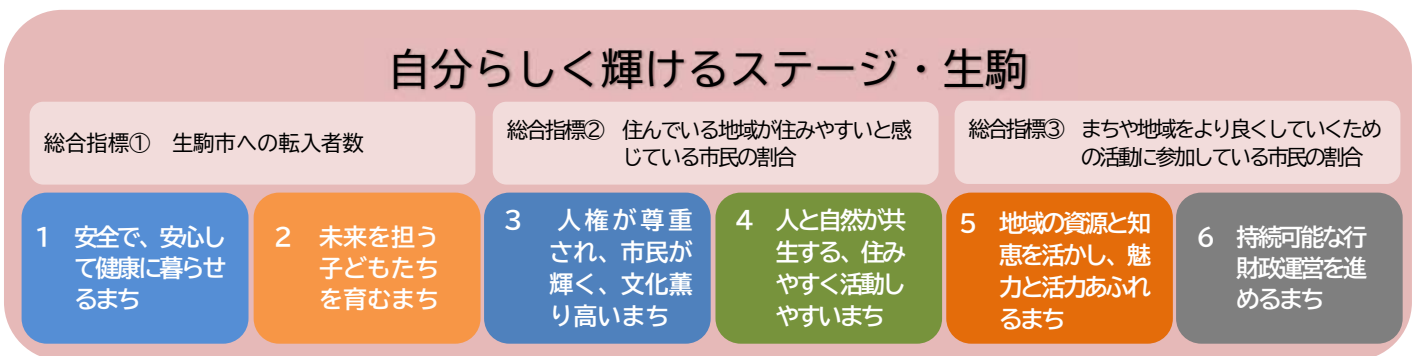 自分らしく輝けるステージ・生駒
総合指標① 生駒市への転入者数
総合指標② 住んでいる地域が住みやすいと感
じている市民の割合
総合指標③ まちや地域をより良くしていくため
の活動に参加している市民の割合
1 安全で、安心し
て健康に暮らせ
るまち
2 未来を担う
子どもたち
を育むまち
3 人権が尊重
され、市民が
輝く、文化薫
り高いまち
4 人と自然が共
生する、住み
やすく活動し
やすいまち
5 地域の資源と知
恵を活かし、魅
力と活力あふれ
るまち
6 持続可能な行
財政運営を進
めるまち